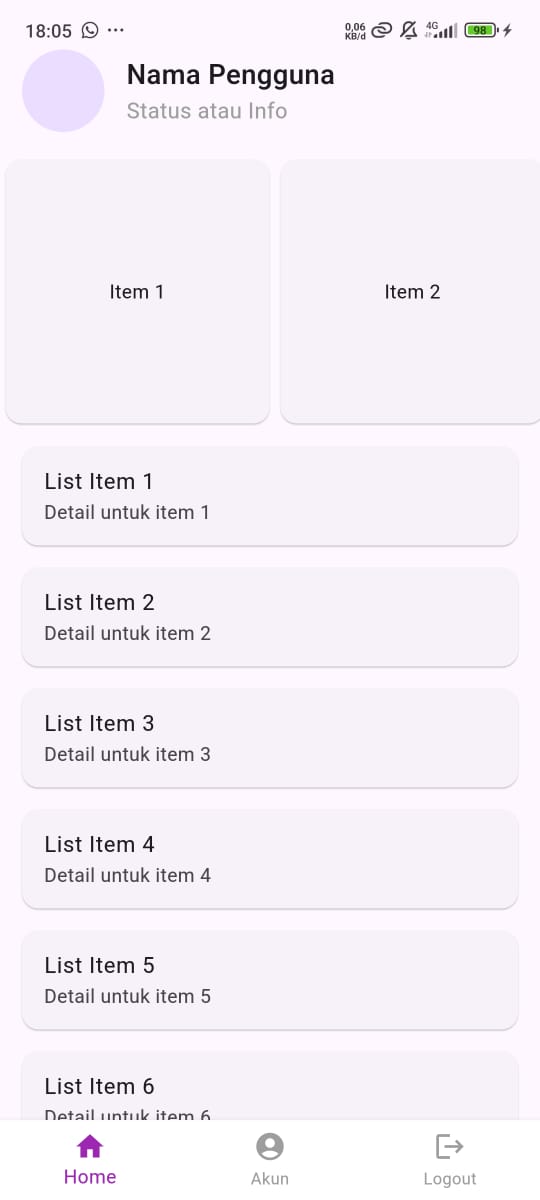 18:05
0,06
KB/d
4G
98
Nama Pengguna
Status atau Info
Item 1
Item 2
List Item 1
Detail untuk item 1
List Item 2
Detail untuk item 2
List Item 3
Detail untuk item 3
List Item 4
Detail untuk item 4
List Item 5
Detail untuk item 5
List Item 6
Detail untuk item 6
Home
Akun
Logout